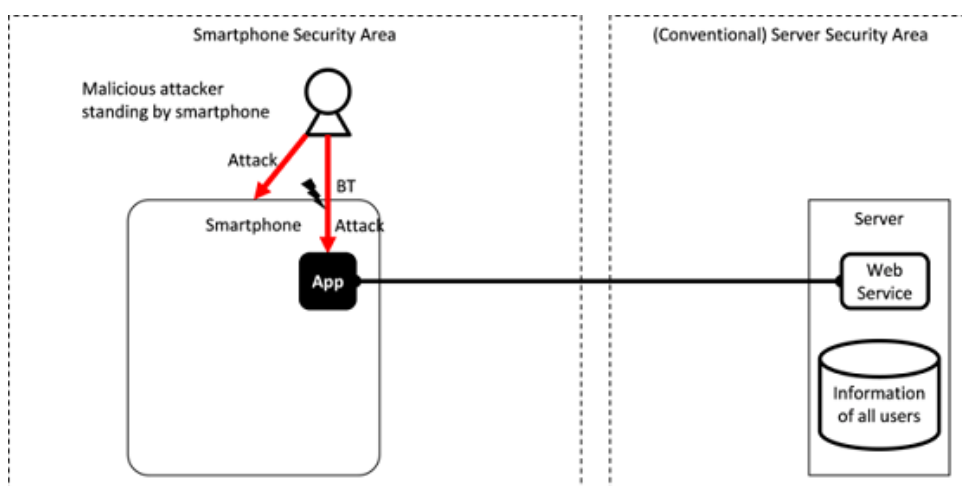 Smartphone Security Area
(Conventional) Server Security Area
Malicious attacker
standing by smartphone
Attack
BT
Smartphone
Attack
App
Server
Web
Service
Information
of all users